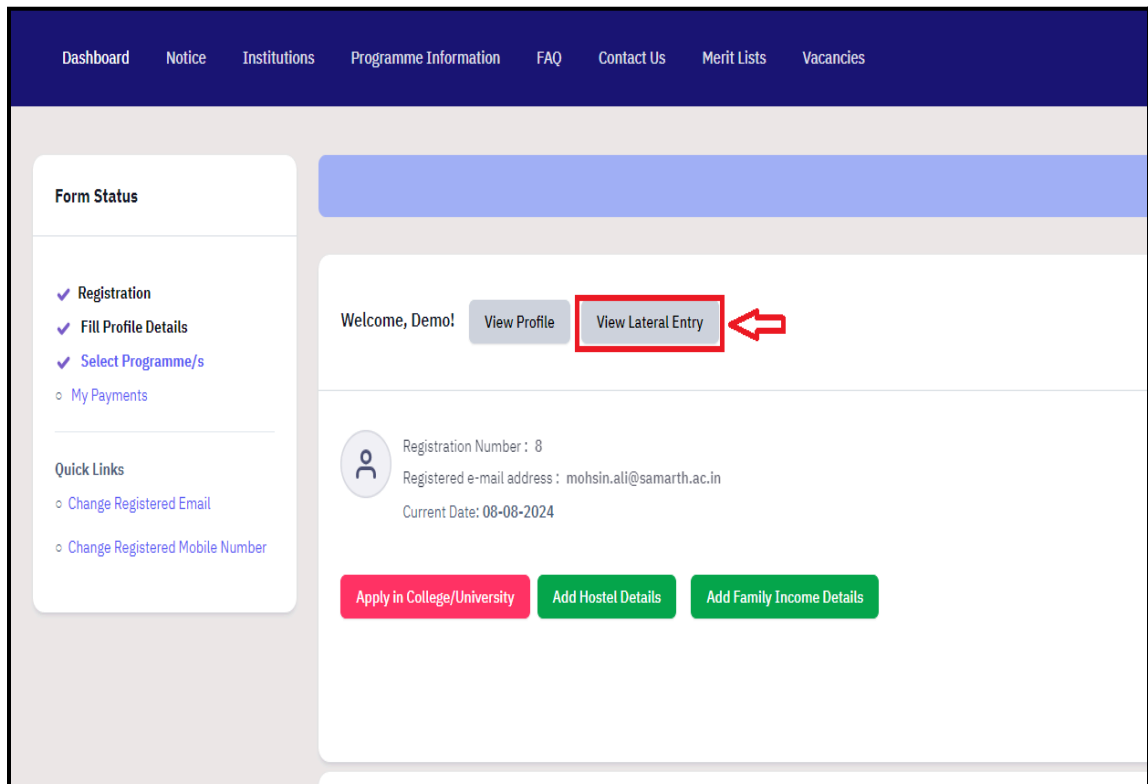 Dashboard Notice Institutions Programme Information FAQ Contact Us Merit Lists Vacancies
Form Status
Registration
Fill Profile Details
Select Programme/s
My Payments
Quick Links
Change Registered Email
Change Registered Mobile Number
Welcome, Demo! View Profile View Lateral Entry
Registration Number : 8
Registered e-mail address : mohsin.ali@samarth.ac.in
Current Date: 08-08-2024
Apply in College/University Add Hostel Details Add Family Income Details